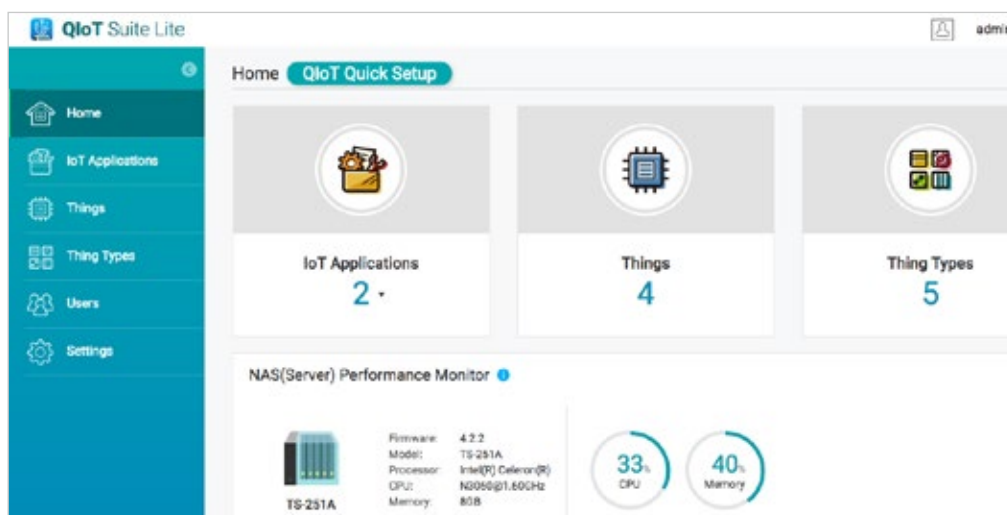 QIoT Suite Lite
admin
Home QIoT Quick Setup
Home
IoT Applications
Things
Thing Types
Users
Settings
IoT Applications
2
Things
4
Thing Types
5
NAS(Server) Performance Monitor
TS-251A
Firmware: 4.2.2
Model: TS-251A
Processor: Intel(R) Celeron(R)
CPU: N3060@1.60GHz
Memory: 8GB
33%
CPU
40%
Memory